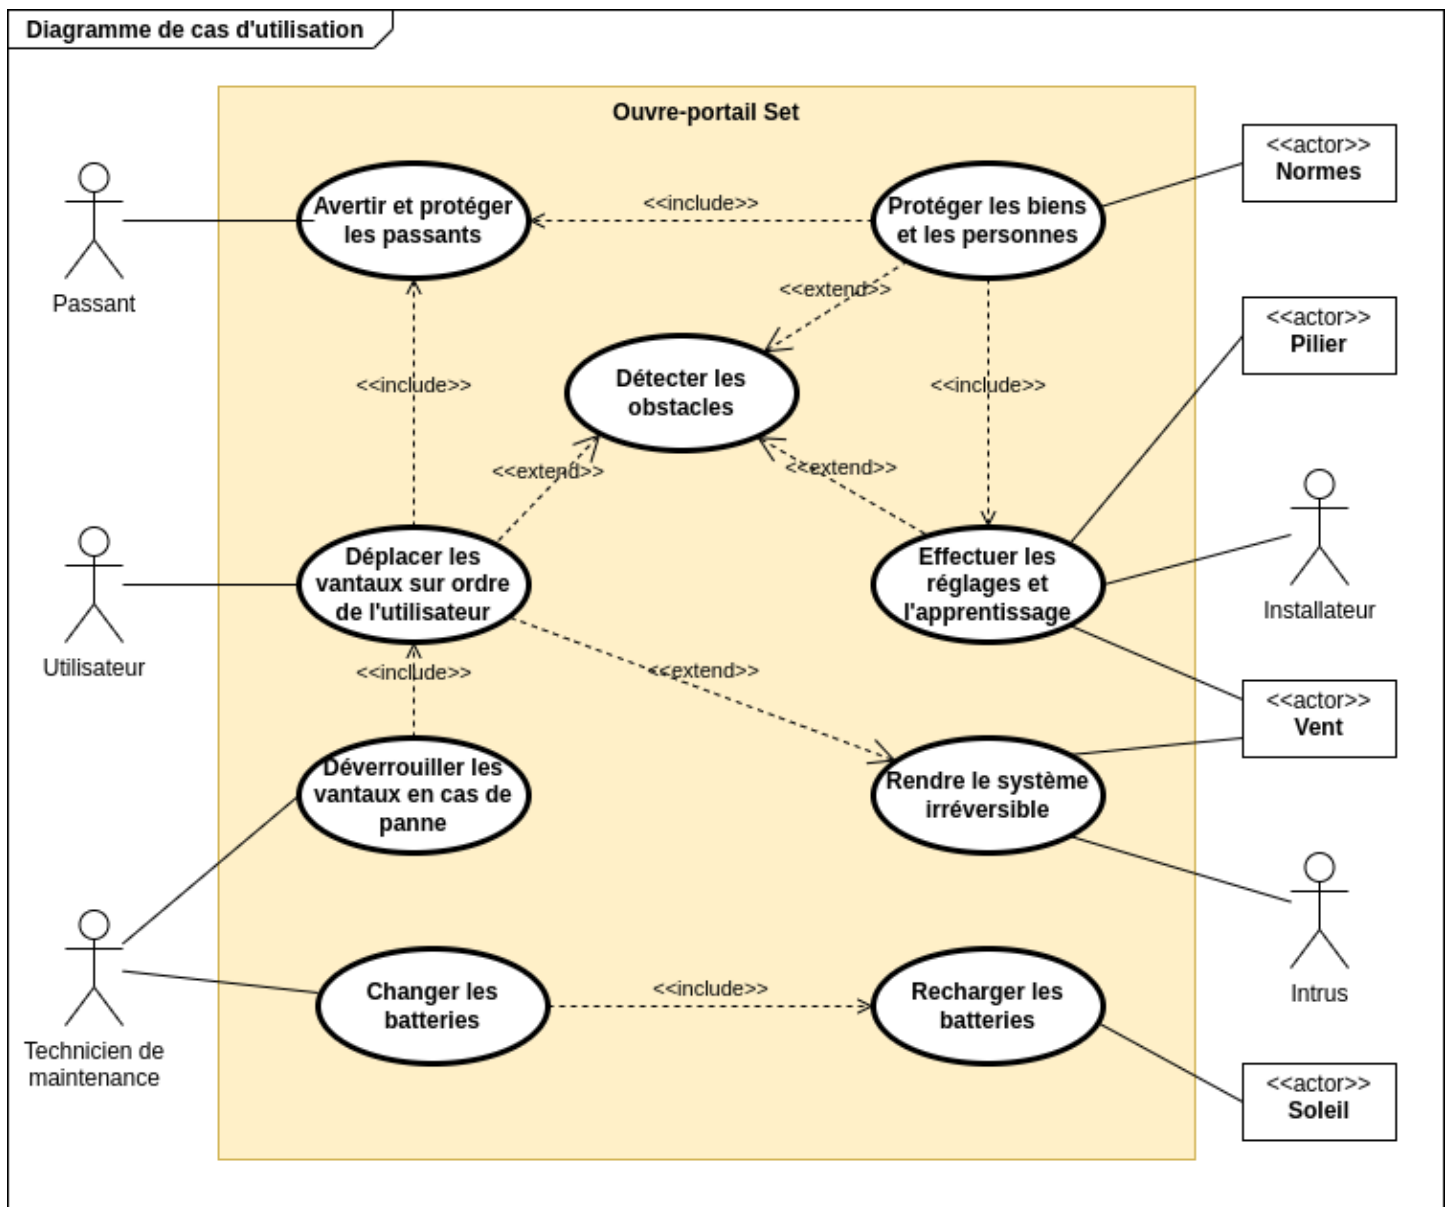 Diagramme de cas d'utilisation
Ouvre-portail Set
<<actor>>
Normes
Avertir et protéger
les passants
<<include>>
Protéger les biens
et les personnes
Passant
<<extend>>
<<actor>>
Pilier
Détecter les
obstacles
<<include>>
<<include>>
<<extend>>
<<extend>>
Déplacer les
vantaux sur ordre
de l'utilisateur
Effectuer les
réglages et
l'apprentissage
Installateur
Utilisateur
<<include>>
<<extend>>
<<actor>>
Vent
Déverrouiller les
vantaux en cas de
panne
Rendre le système
irréversible
Changer les
batteries
<<include>>
Recharger les
batteries
Intrus
Technicien de
maintenance
<<actor>>
Soleil